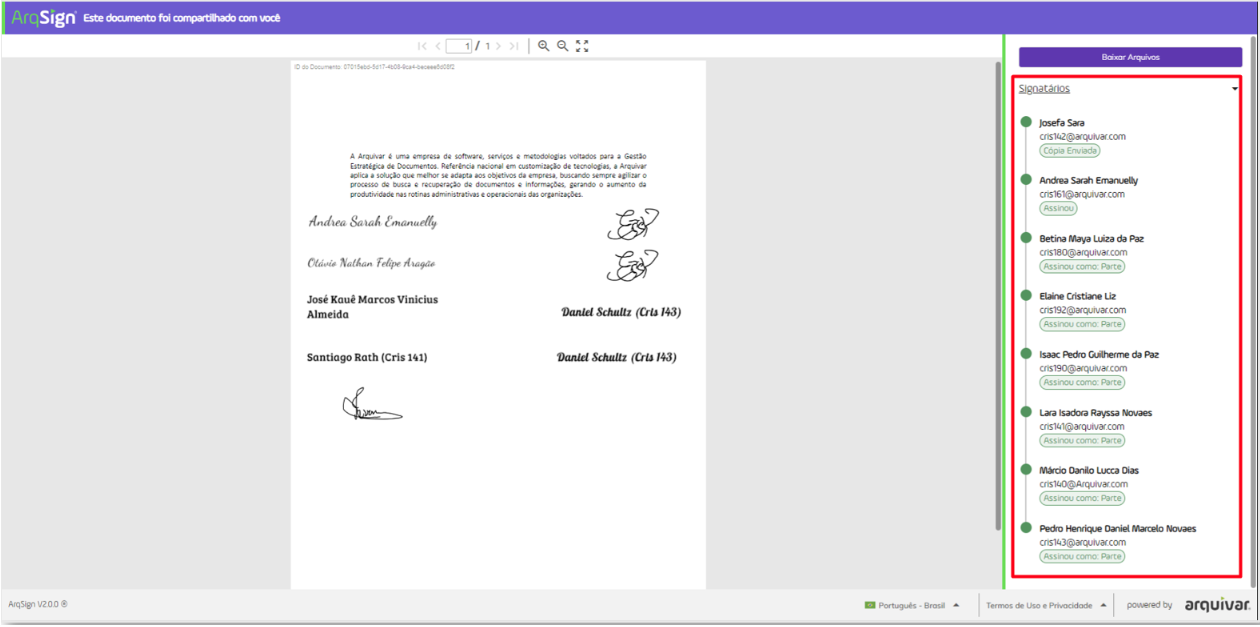 ArqSign Este documento foi compartilhado com você
1 / 1
ID do Documento: 07015ebd-5d17-4b08-8ca4-baceea5d08f2
A Arquivar é uma empresa de software, serviços e metodologias voltados para a Gestão
Estratégica de Documentos. Referência nacional em customização de tecnologias, a Arquivar
aplica a solução que melhor se adapta aos objetivos da empresa, buscando sempre agilizar o
processo de busca e recuperação de documentos e informações, gerando o aumento da
produtividade nas rotinas administrativas e operacionais das organizações.
Andrea Sarah Emanuelly
Otávio Nathan Felipe Aragão
José Kauê Marcos Vinicius
Almeida
Daniel Schultz (Cris 143)
Santiago Rath (Cris 141)
Daniel Schultz (Cris 143)
Baixar Arquivos
Signatários
Josefa Sara
cris142@arquivar.com
Cópia Enviada
Andrea Sarah Emanuelly
cris161@arquivar.com
Assinou
Betina Maya Luiza da Paz
cris180@arquivar.com
Assinou como: Parte
Elaine Cristiane Liz
cris192@arquivar.com
Assinou como: Parte
Isaac Pedro Guilherme da Paz
cris190@arquivar.com
Assinou como: Parte
Lara Isadora Rayssa Novaes
cris141@arquivar.com
Assinou como: Parte
Márcio Danilo Lucca Dias
cris140@Arquivar.com
Assinou como: Parte
Pedro Henrique Daniel Marcelo Novaes
cris143@arquivar.com
Assinou como: Parte
ArqSign V2.0.0 ®
Português - Brasil
Termos de Uso e Privacidade
powered by arquivar.